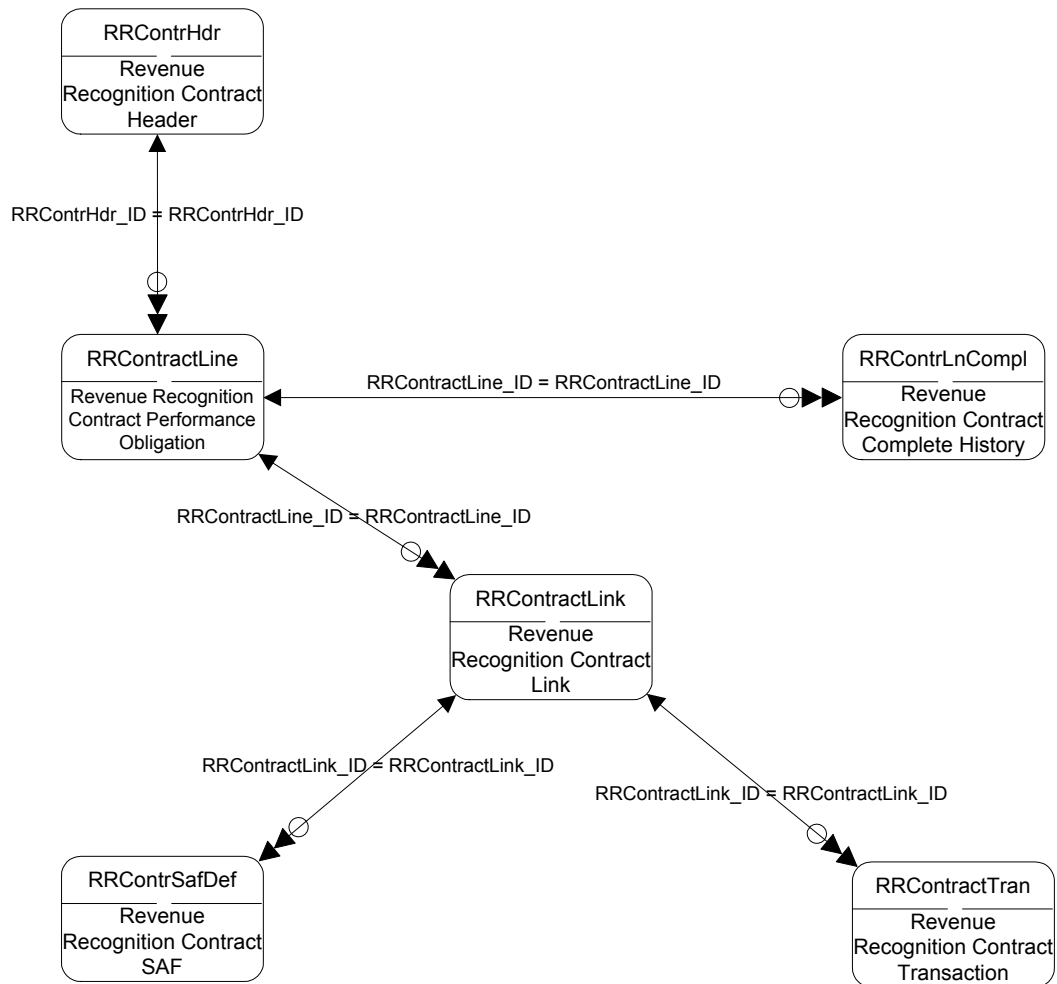 RRContrHdr
Revenue
Recognition Contract
Header
RRContrHdr_ID = RRContrHdr_ID
RRContractLine
Revenue Recognition
Contract Performance
Obligation
RRContractLine_ID = RRContractLine_ID
RRContrLnCompl
Revenue
Recognition Contract
Complete History
RRContractLine_ID = RRContractLine_ID
RRContractLink
Revenue
Recognition Contract
Link
RRContractLink_ID = RRContractLink_ID
RRContractLink_ID = RRContractLink_ID
RRContrSafDef
Revenue
Recognition Contract
SAF
RRContractTran
Revenue
Recognition Contract
Transaction